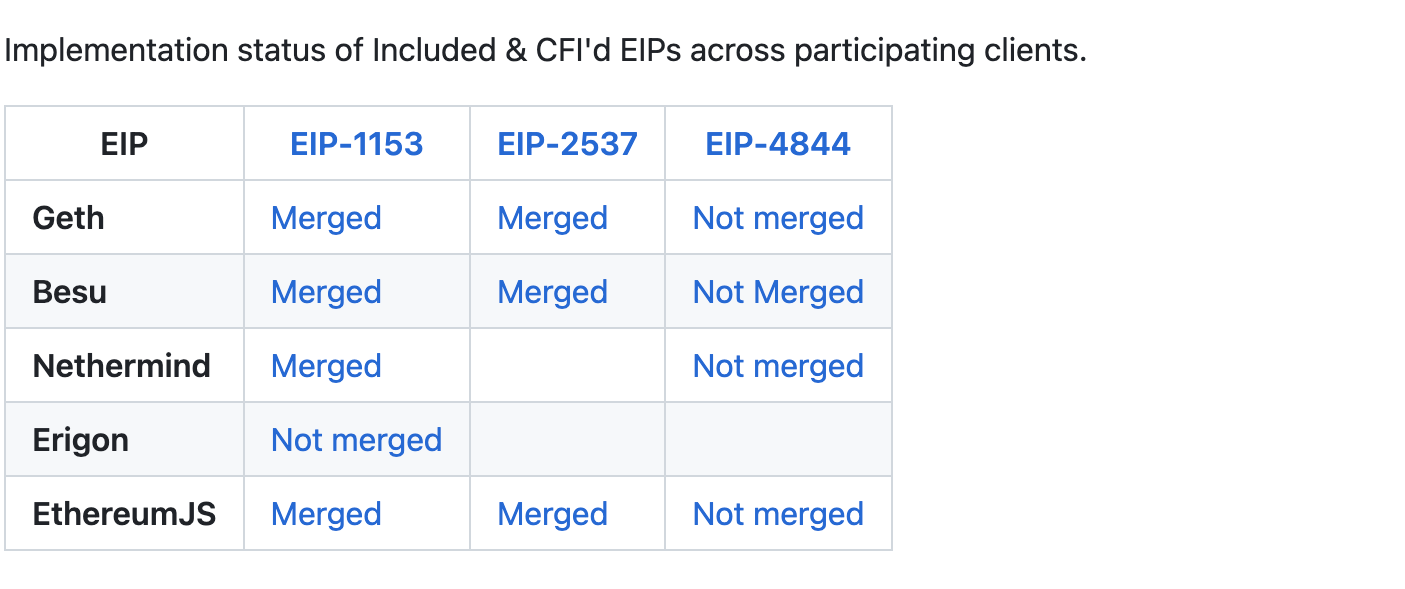 Implementation status of Included & CFI'd EIPs across participating clients.
EIP EIP-1153 EIP-2537 EIP-4844
Geth Merged Merged Not merged
Besu Merged Merged Not Merged
Nethermind Merged Not merged
Erigon Not merged
EthereumJS Merged Merged Not merged